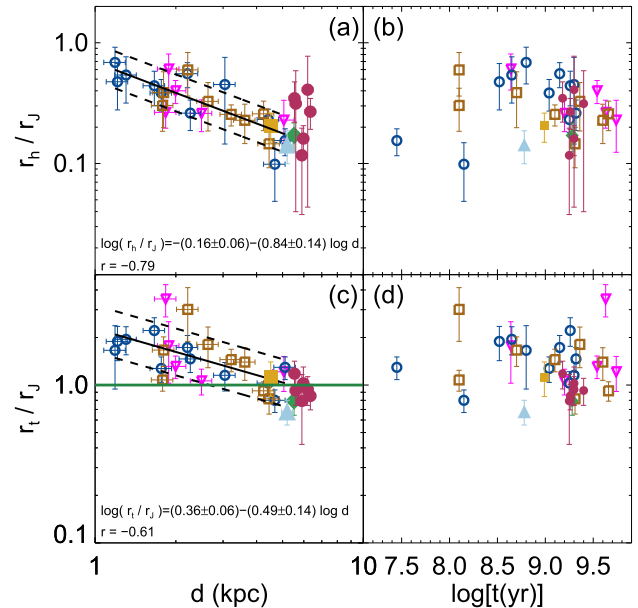 (a)
(b)
1.0
0.1
r_h / r_J
log( r_h / r_J )=−(0.16±0.06)−(0.84±0.14) log d
r = −0.79
(c)
(d)
1.0
0.1
r_t / r_J
log( r_t / r_J )=(0.36±0.06)−(0.49±0.14) log d
r = −0.61
1 10 7.5 8.0 8.5 9.0 9.5
d (kpc) log[t(yr)]